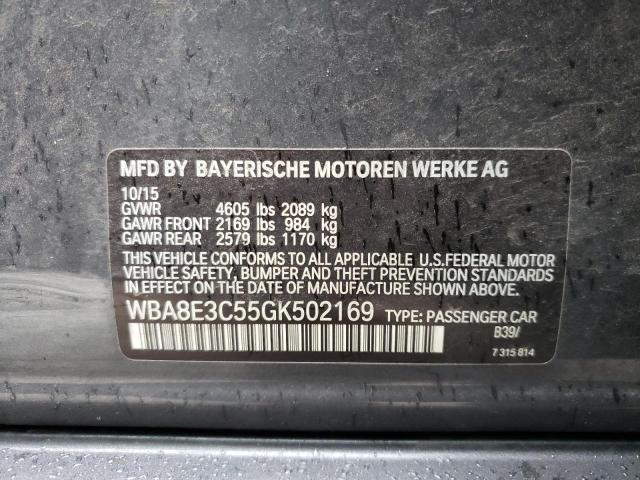 MFD BY BAYERISCHE MOTOREN WERKE AG
10/15
GVWR 4605 lbs 2089 kg
GAWR FRONT 2169 lbs 984 kg
GAWR REAR 2579 lbs 1170 kg
THIS VEHICLE CONFORMS TO ALL APPLICABLE U.S.FEDERAL MOTOR
VEHICLE SAFETY, BUMPER AND THEFT PREVENTION STANDARDS
IN EFFECT ON THE DATE OF MANUFACTURE SHOWN ABOVE.
WBA8E3C55GK502169 TYPE: PASSENGER CAR
B39/
7 315 814